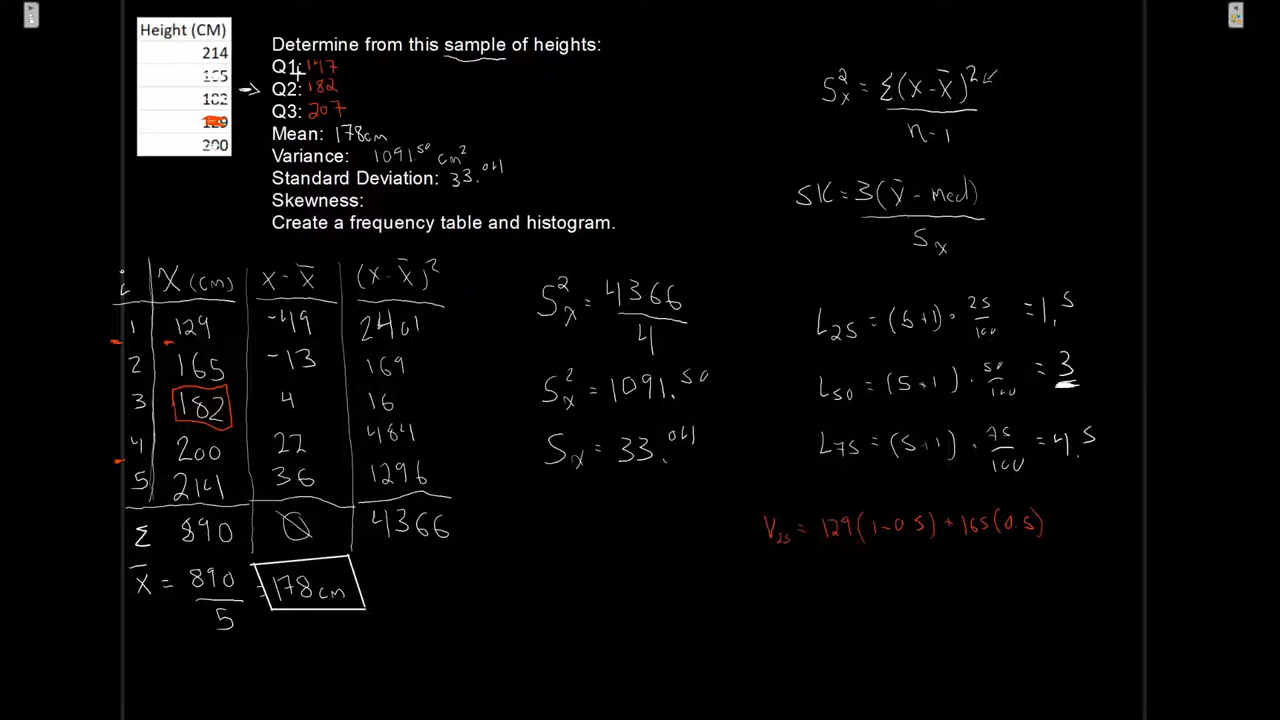 Height (CM)
214
165
182
129
200
Determine from this sample of heights:
Q1: 147
Q2: 182
Q3: 207
Mean: 178cm
Variance: 1091.50 cm²
Standard Deviation: 33.041
Skewness:
Create a frequency table and histogram.
i X (cm) X-X̄ (X-X̄)²
1 129 -49 2401
2 165 -13 169
3 182 4 16
4 200 22 484
5 214 36 1296
Σ 890 0 4366
X̄ = 890/5 = 178cm
Sx² = 4366/4
Sx² = 1091.50
Sx = 33.041
Sx² = Σ(X-X̄)²/n-1
SK = 3(X̄-med)/Sx
L25 = (5+1)·25/100 = 1.5
L50 = (5+1)·50/100 = 3
L75 = (5+1)·75/100 = 4.5
V25 = 129(1-0.5)+165(0.5)